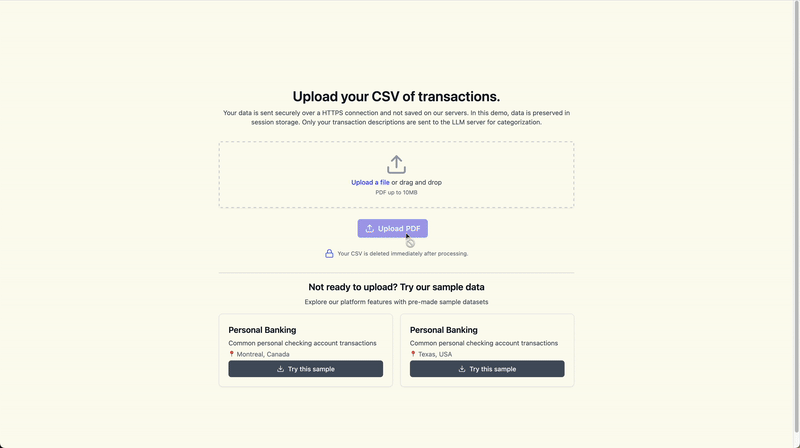 Upload your CSV of transactions.
Your data is sent securely over a HTTPS connection and not saved on our servers. In this demo, data is preserved in
session storage. Only your transaction descriptions are sent to the LLM server for categorization.
Upload a file or drag and drop
PDF up to 10MB
Upload PDF
Your CSV is deleted immediately after processing.
Not ready to upload? Try our sample data
Explore our platform features with pre-made sample datasets
Personal Banking
Common personal checking account transactions
📍 Montreal, Canada
Try this sample
Personal Banking
Common personal checking account transactions
📍 Texas, USA
Try this sample